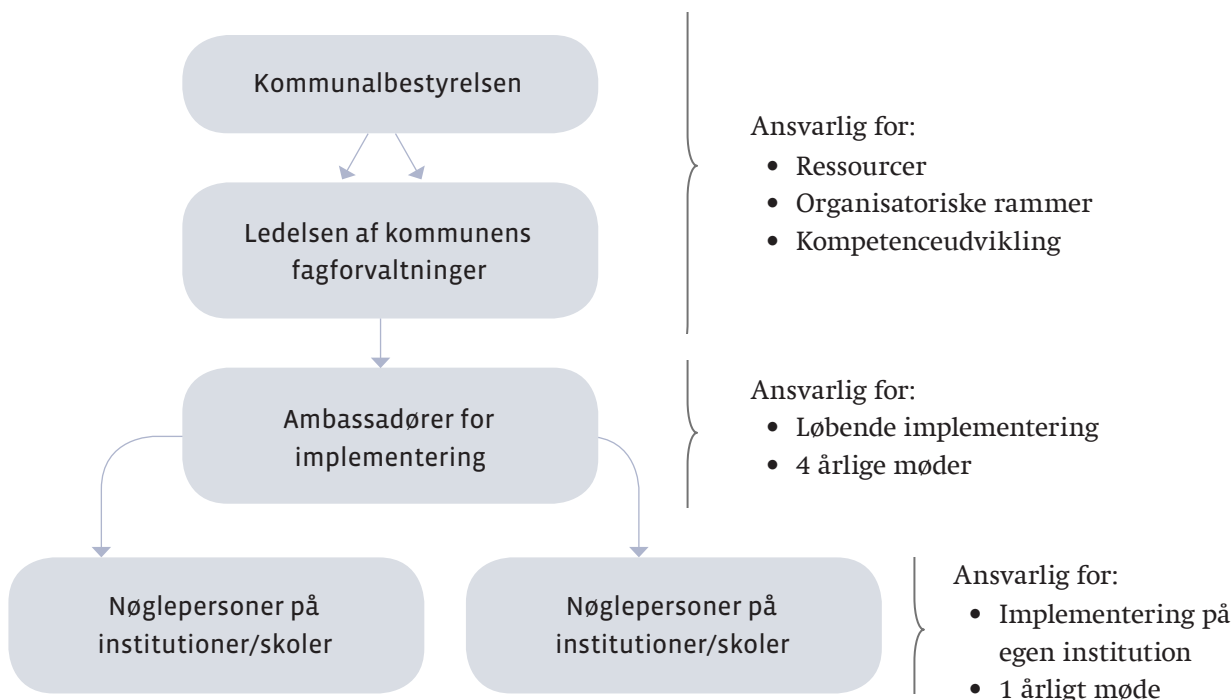 Kommunalbestyrelsen
Ledelsen af kommunens
fagforvaltninger
Ansvarlig for:
• Ressourcer
• Organisatoriske rammer
• Kompetenceudvikling
Ambassadører for
implementering
Ansvarlig for:
• Løbende implementering
• 4 årlige møder
Nøglepersoner på
institutioner/skoler
Nøglepersoner på
institutioner/skoler
Ansvarlig for:
• Implementering på
egen institution
• 1 årligt møde